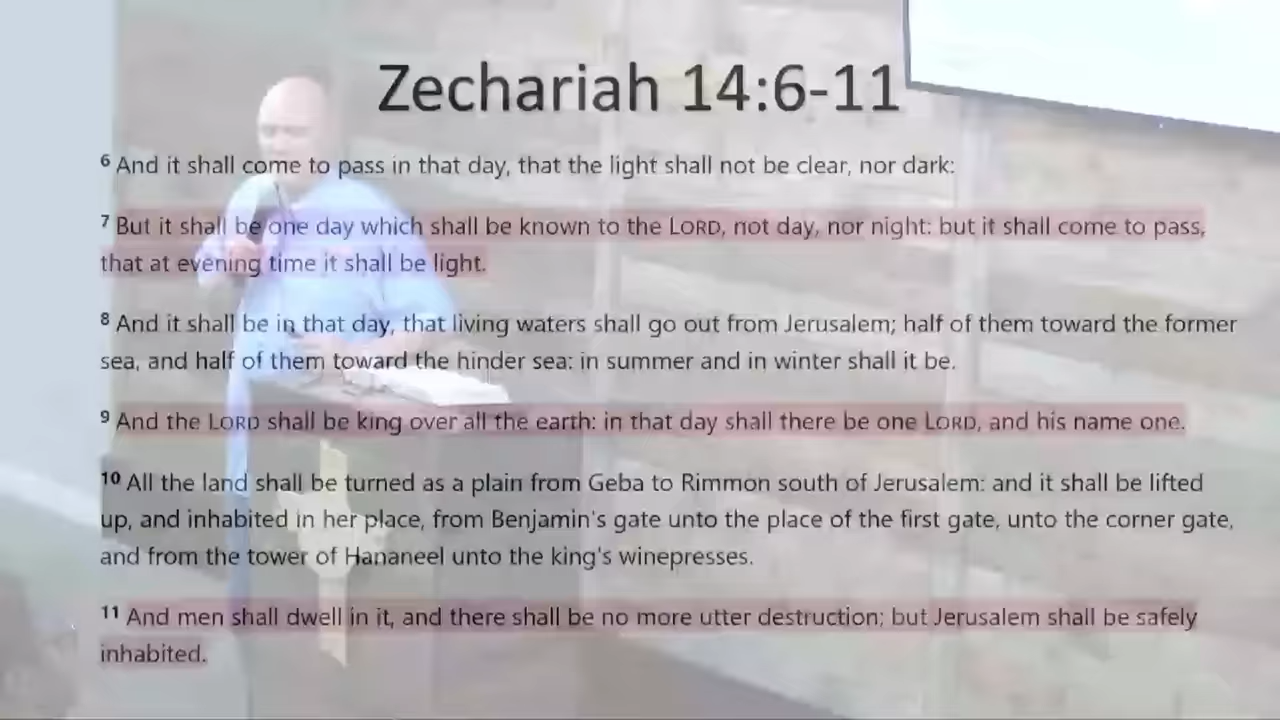 Zechariah 14:6-11
6 And it shall come to pass in that day, that the light shall not be clear, nor dark:
7 But it shall be one day which shall be known to the LORD, not day, nor night: but it shall come to pass,
that at evening time it shall be light.
8 And it shall be in that day, that living waters shall go out from Jerusalem; half of them toward the former
sea, and half of them toward the hinder sea: in summer and in winter shall it be.
9 And the LORD shall be king over all the earth: in that day shall there be one LORD, and his name one.
10 All the land shall be turned as a plain from Geba to Rimmon south of Jerusalem: and it shall be lifted
up, and inhabited in her place, from Benjamin's gate unto the place of the first gate, unto the corner gate,
and from the tower of Hananeel unto the king's winepresses.
11 And men shall dwell in it, and there shall be no more utter destruction; but Jerusalem shall be safely
inhabited.